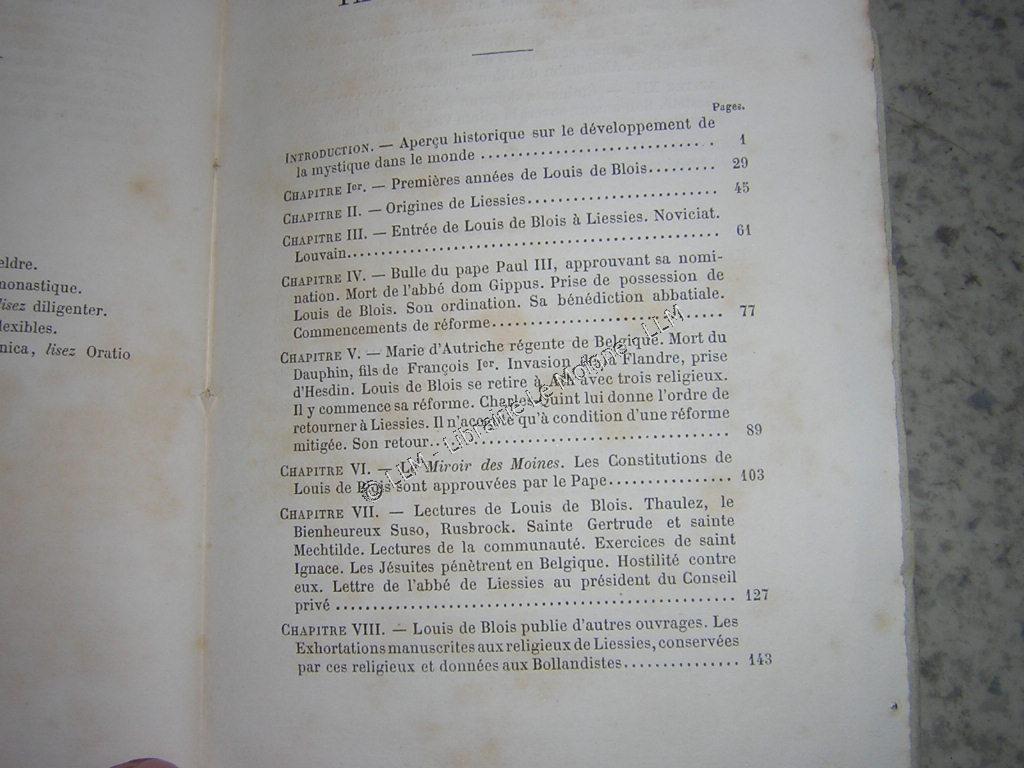 eldre.
monastique.
lisez diligenter.
lexibles.
nica, lisez Oratio
Pages.
INTRODUCTION. — Aperçu historique sur le développement de
la mystique dans le monde .............................. 1
CHAPITRE Ier. — Premières années de Louis de Blois......... 29
CHAPITRE II. — Origines de Liessies......................... 45
CHAPITRE III. — Entrée de Louis de Blois à Liessies. Noviciat.
Louvain................................................ 61
CHAPITRE IV. — Bulle du pape Paul III, approuvant sa nomi-
nation. Mort de l'abbé dom Gippus. Prise de possession de
Louis de Blois. Son ordination. Sa bénédiction abbatiale.
Commencements de réforme.............................. 77
CHAPITRE V. — Marie d'Autriche régente de Belgique. Mort du
Dauphin, fils de François Ier. Invasion de la Flandre, prise
d'Hesdin. Louis de Blois se retire à Ath avec trois religieux.
Il y commence sa réforme. Charles-Quint lui donne l'ordre de
retourner à Liessies. Il n'accepte qu'à condition d'une réforme
mitigée. Son retour....................................... 89
CHAPITRE VI. — Le Miroir des Moines. Les Constitutions de
Louis de Blois sont approuvées par le Pape................ 103
CHAPITRE VII. — Lectures de Louis de Blois. Thaulez, le
Bienheureux Suso, Rusbrock. Sainte Gertrude et sainte
Mechtilde. Lectures de la communauté. Exercices de saint
Ignace. Les Jésuites pénètrent en Belgique. Hostilité contre
eux. Lettre de l'abbé de Liessies au président du Conseil
privé .................................................. 127
CHAPITRE VIII. — Louis de Blois publie d'autres ouvrages. Les
Exhortations manuscrites aux religieux de Liessies, conservées
par ces religieux et données aux Bollandistes............... 143
© LLM - Librairie Le Moione - LLM